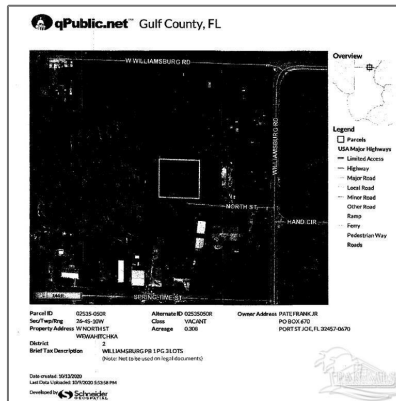 qPublic.net™ Gulf County, FL
W WILLIAMSBURG RD
WILLIAMSBURG RD
NORTH ST
HAND CIR
SPRING-TIME ST
Overview
Legend
Parcels
USA Major Highways
Limited Access
Highway
Major Road
Local Road
Minor Road
Other Road
Ramp
Ferry
Pedestrian Way
Roads
Parcel ID 02535-050R Alternate ID 02535050R Owner Address PATE FRANK JR
Sec/Twp/Rng 26-4S-10W Class VACANT PO BOX 670
Property Address W NORTH ST Acreage 0.308 PORT ST JOE, FL 32457-0670
WEWAHITCHKA
District 2
Brief Tax Description WILLIAMSBURG PB 1 PG 3 LOTS
(Note: Not to be used on legal documents)
Date created: 10/12/2020
Last Data Uploaded: 10/9/2020 5:53:58 PM
Developed by Schneider
GEOSPATIAL